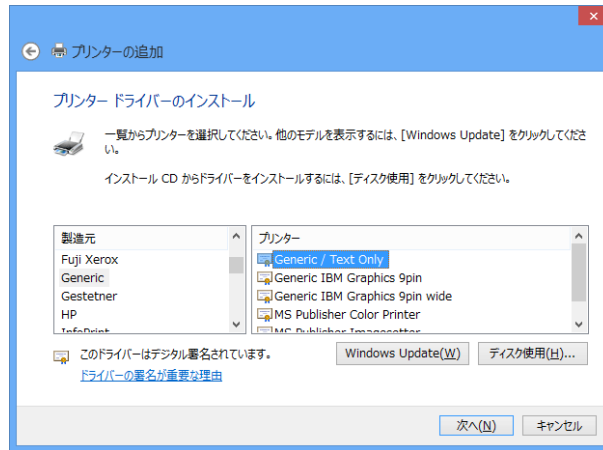 プリンターの追加
プリンター ドライバーのインストール
一覧からプリンターを選択してください。他のモデルを表示するには、[Windows Update] をクリックしてくださ
い。
インストール CD からドライバーをインストールするには、[ディスク使用] をクリックしてください。
製造元
Fuji Xerox
Generic
Gestetner
HP
InfoPrint
プリンター
Generic / Text Only
Generic IBM Graphics 9pin
Generic IBM Graphics 9pin wide
MS Publisher Color Printer
MS Publisher Imagesetter
このドライバーはデジタル署名されています。
ドライバーの署名が重要な理由
Windows Update(W)
ディスク使用(H)...
次へ(N)
キャンセル